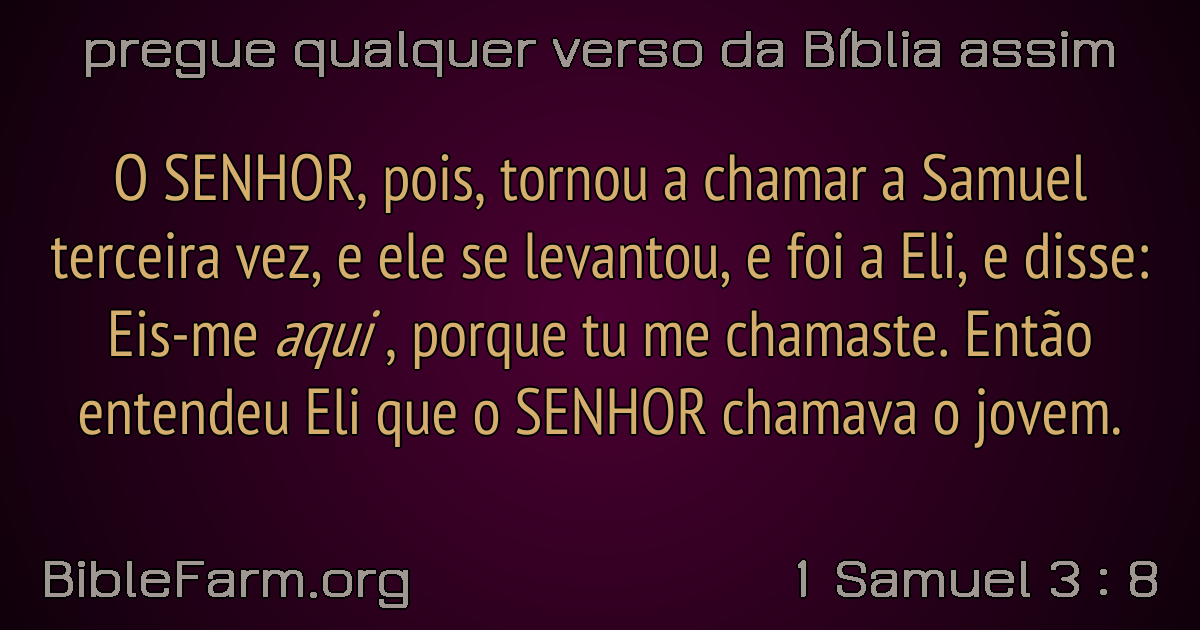 pregue qualquer verso da Bíblia assim
O SENHOR, pois, tornou a chamar a Samuel
terceira vez, e ele se levantou, e foi a Eli, e disse:
Eis-me aqui , porque tu me chamaste. Então
entendeu Eli que o SENHOR chamava o jovem.
BibleFarm.org
1 Samuel 3 : 8